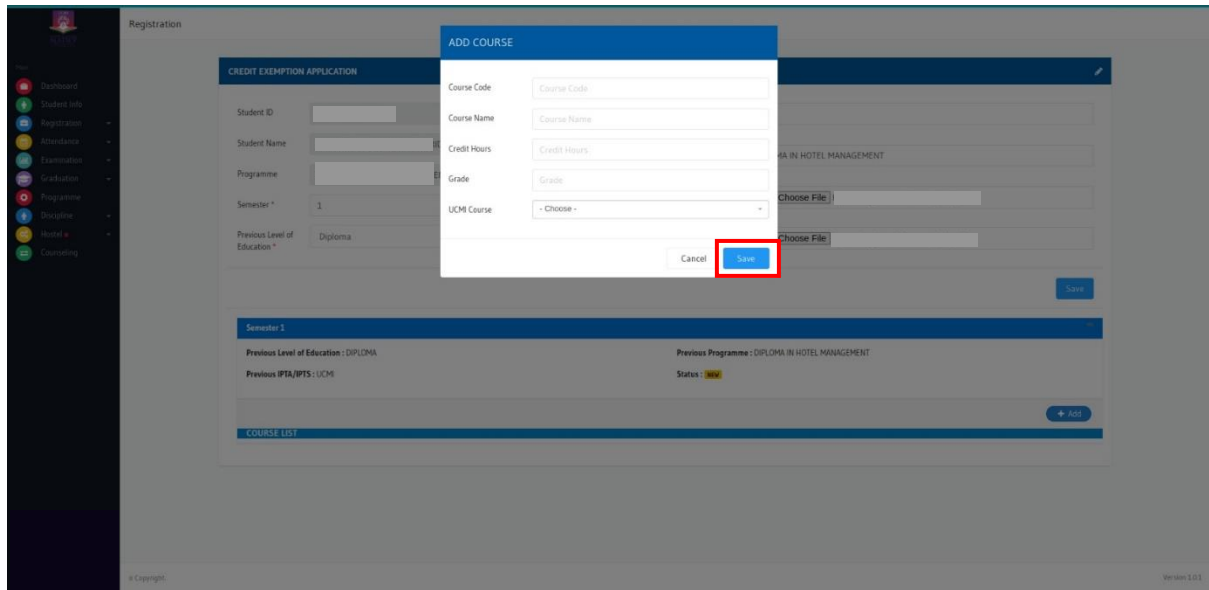 Registration
Dashboard
Student Info
Registration
Attendance
Examination
Graduation
Programme
Discipline
Hostel
Counseling
CREDIT EXEMPTION APPLICATION
Student ID
Student Name
Programme
Semester * 1
Previous Level of Education * Diploma
MA IN HOTEL MANAGEMENT
Choose File
Choose File
Save
ADD COURSE
Course Code Course Code
Course Name Course Name
Credit Hours Credit Hours
Grade Grade
UCMI Course - Choose -
Cancel Save
Semester 1
Previous Level of Education : DIPLOMA Previous Programme : DIPLOMA IN HOTEL MANAGEMENT
Previous IPTA/IPTS : UCMI Status : NEW
+ Add
COURSE LIST
© Copyright Version 1.0.1